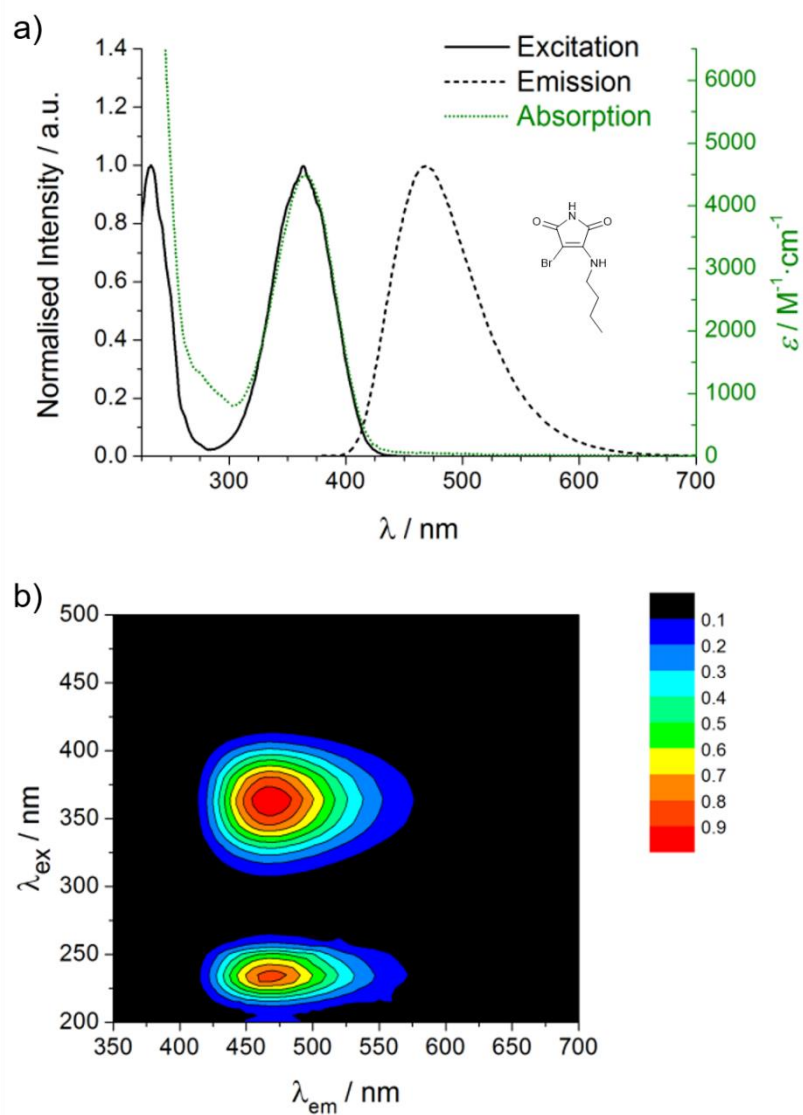 a)
Normalised Intensity / a.u.
1.4
1.2
1.0
0.8
0.6
0.4
0.2
0.0
Excitation
Emission
Absorption
H
N
O
O
Br
NH
6000
5000
4000
3000
2000
1000
0
ε / M⁻¹·cm⁻¹
300 400 500 600 700
λ / nm
b)
λex / nm
500
450
400
350
300
250
200
350 400 450 500 550 600 650 700
λem / nm
0.1
0.2
0.3
0.4
0.5
0.6
0.7
0.8
0.9